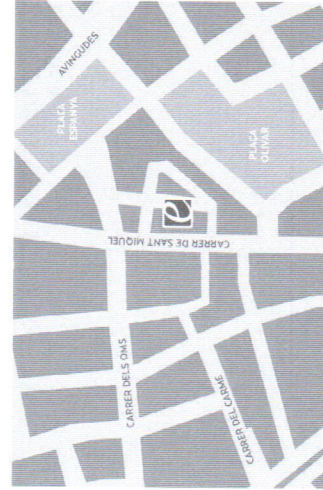 AVINGUDES
PLAÇA
ESPANYA
PLAÇA
OLIVAR
CARRER DE SANT MIQUEL
CARRER DELS OMS
CARRER DEL CARME
e